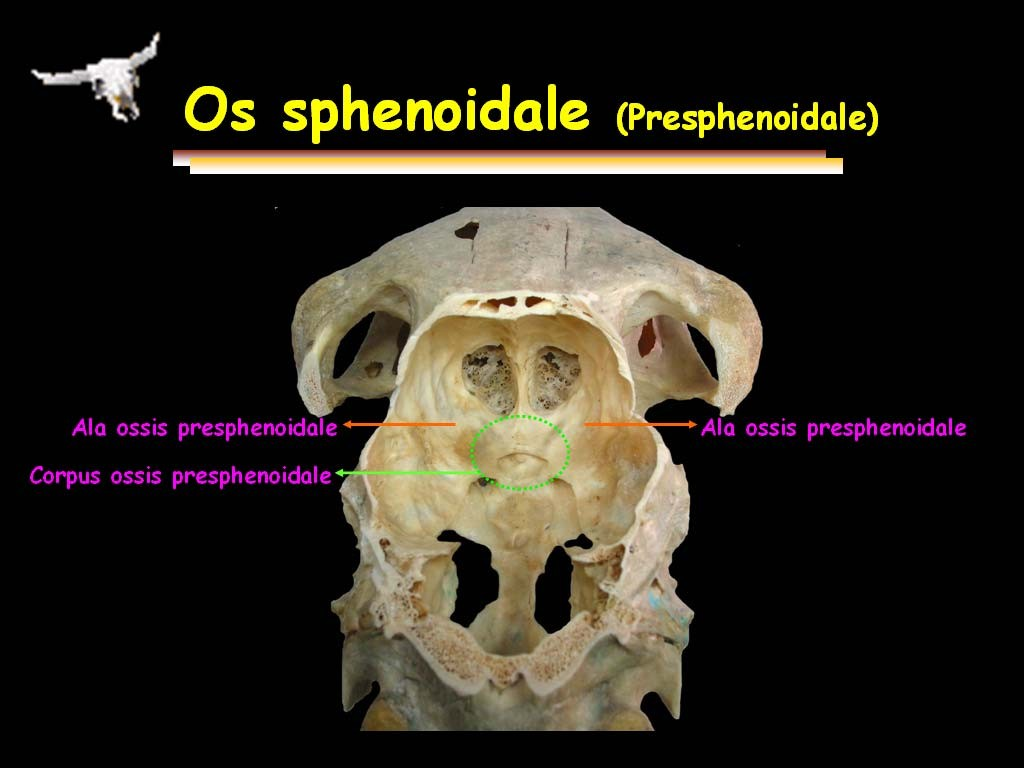 Os sphenoidale (Presphenoidale)
Ala ossis presphenoidale
Ala ossis presphenoidale
Corpus ossis presphenoidale